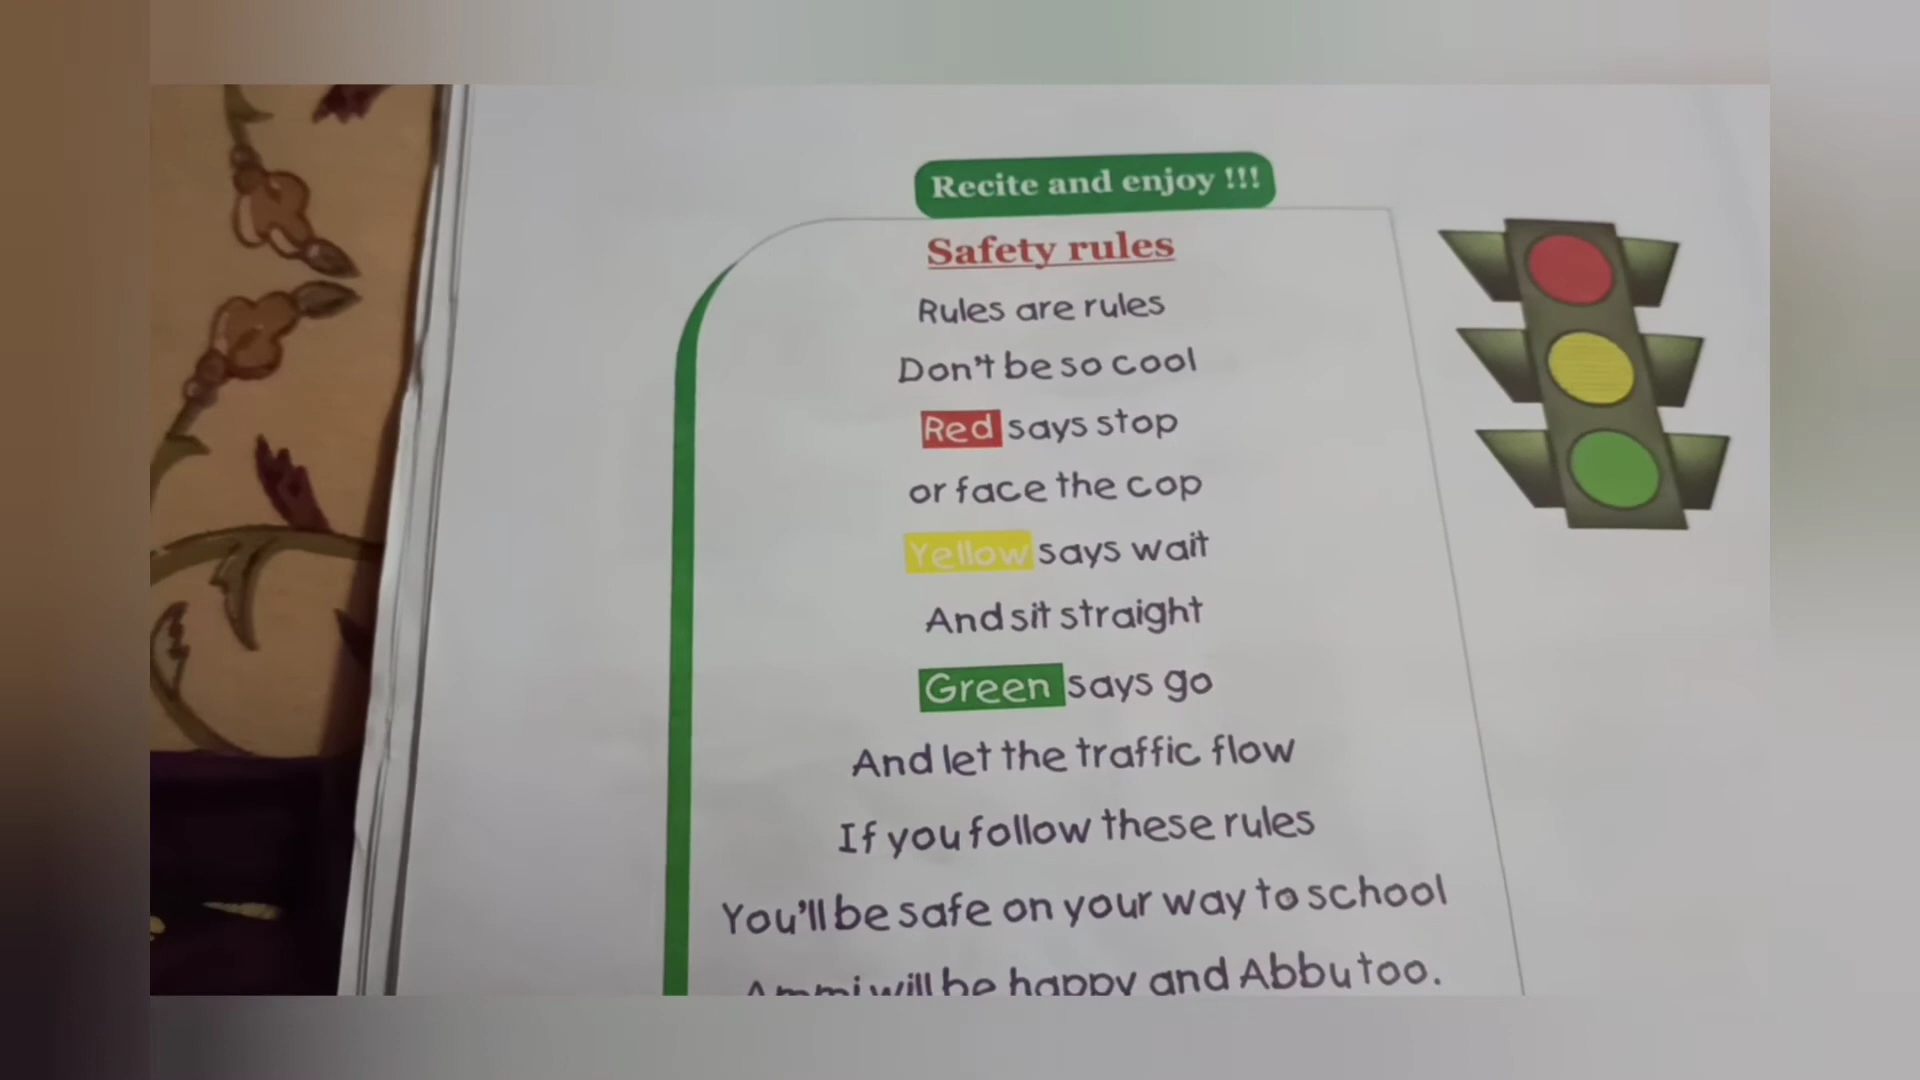 Recite and enjoy !!!
Safety rules
Rules are rules
Don't be so cool
Red says stop
or face the cop
Yellow says wait
And sit straight
Green says go
And let the traffic flow
If you follow these rules
You'll be safe on your way to school
Ammi will be happy and Abbu too.